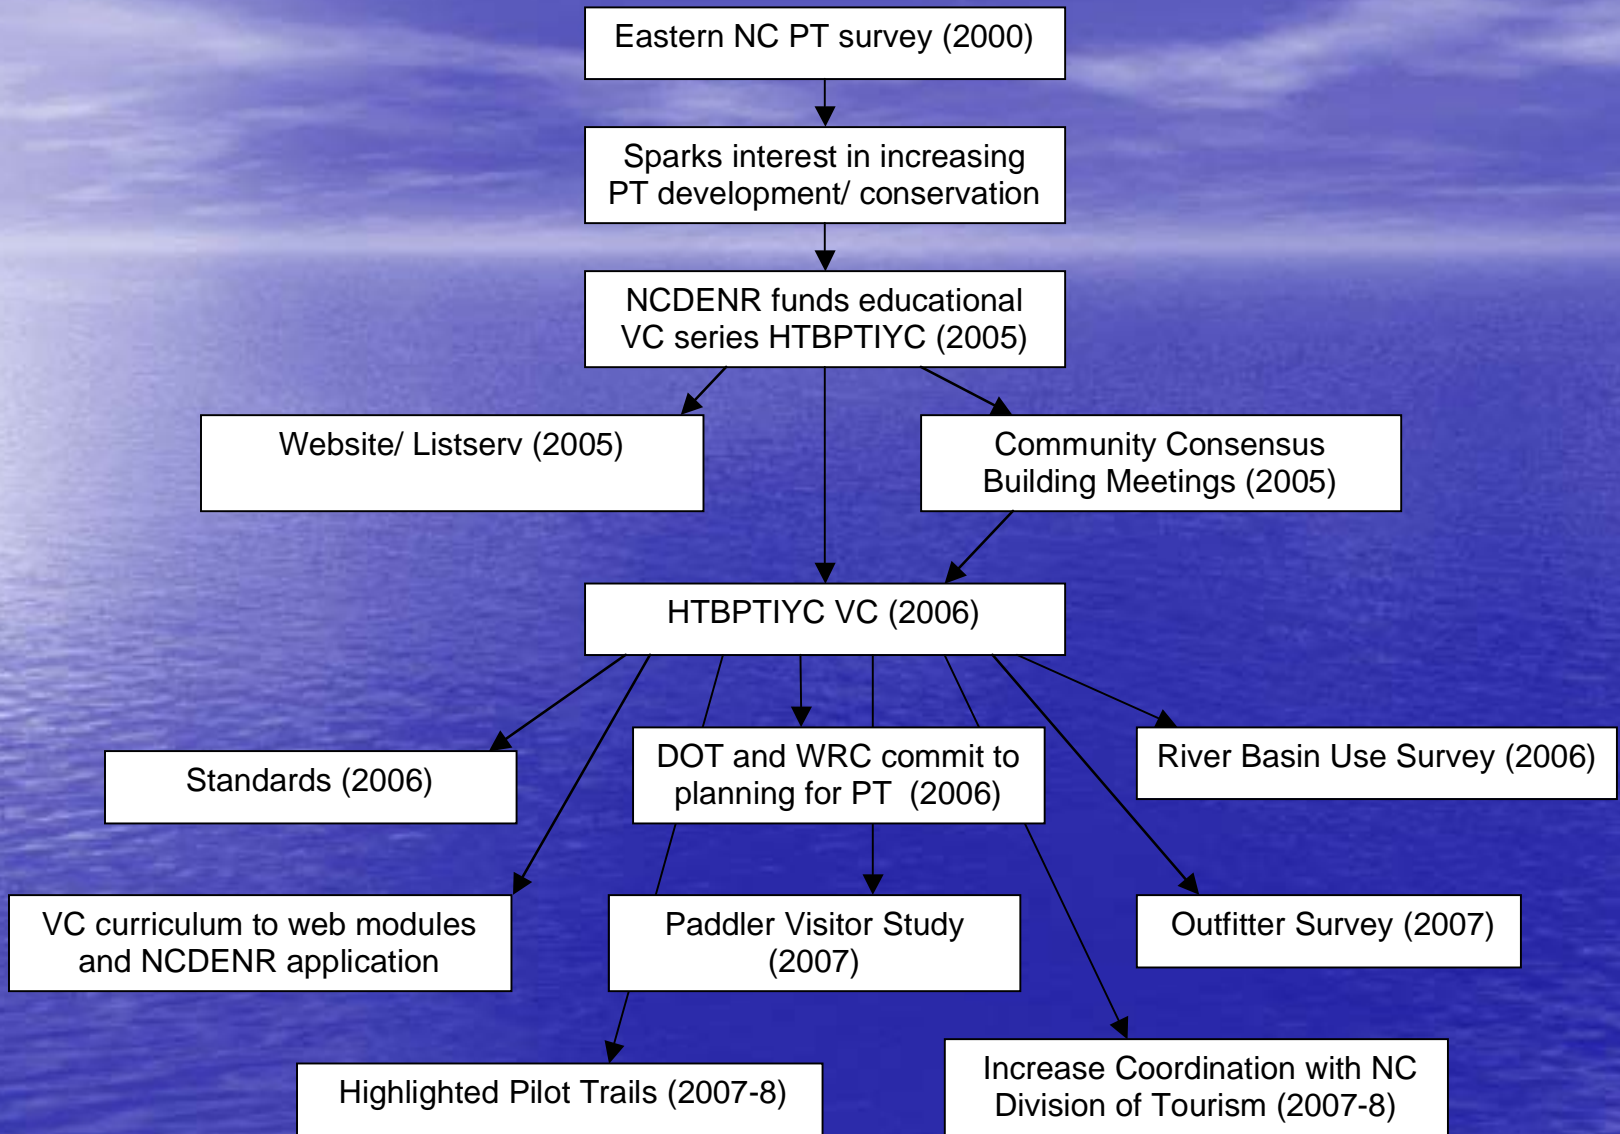 Eastern NC PT survey (2000)
Sparks interest in increasing
PT development/ conservation
NCDENR funds educational
VC series HTBPTIYC (2005)
Website/ Listserv (2005)
Community Consensus
Building Meetings (2005)
HTBPTIYC VC (2006)
Standards (2006)
DOT and WRC commit to
planning for PT (2006)
River Basin Use Survey (2006)
VC curriculum to web modules
and NCDENR application
Paddler Visitor Study
(2007)
Outfitter Survey (2007)
Highlighted Pilot Trails (2007-8)
Increase Coordination with NC
Division of Tourism (2007-8)